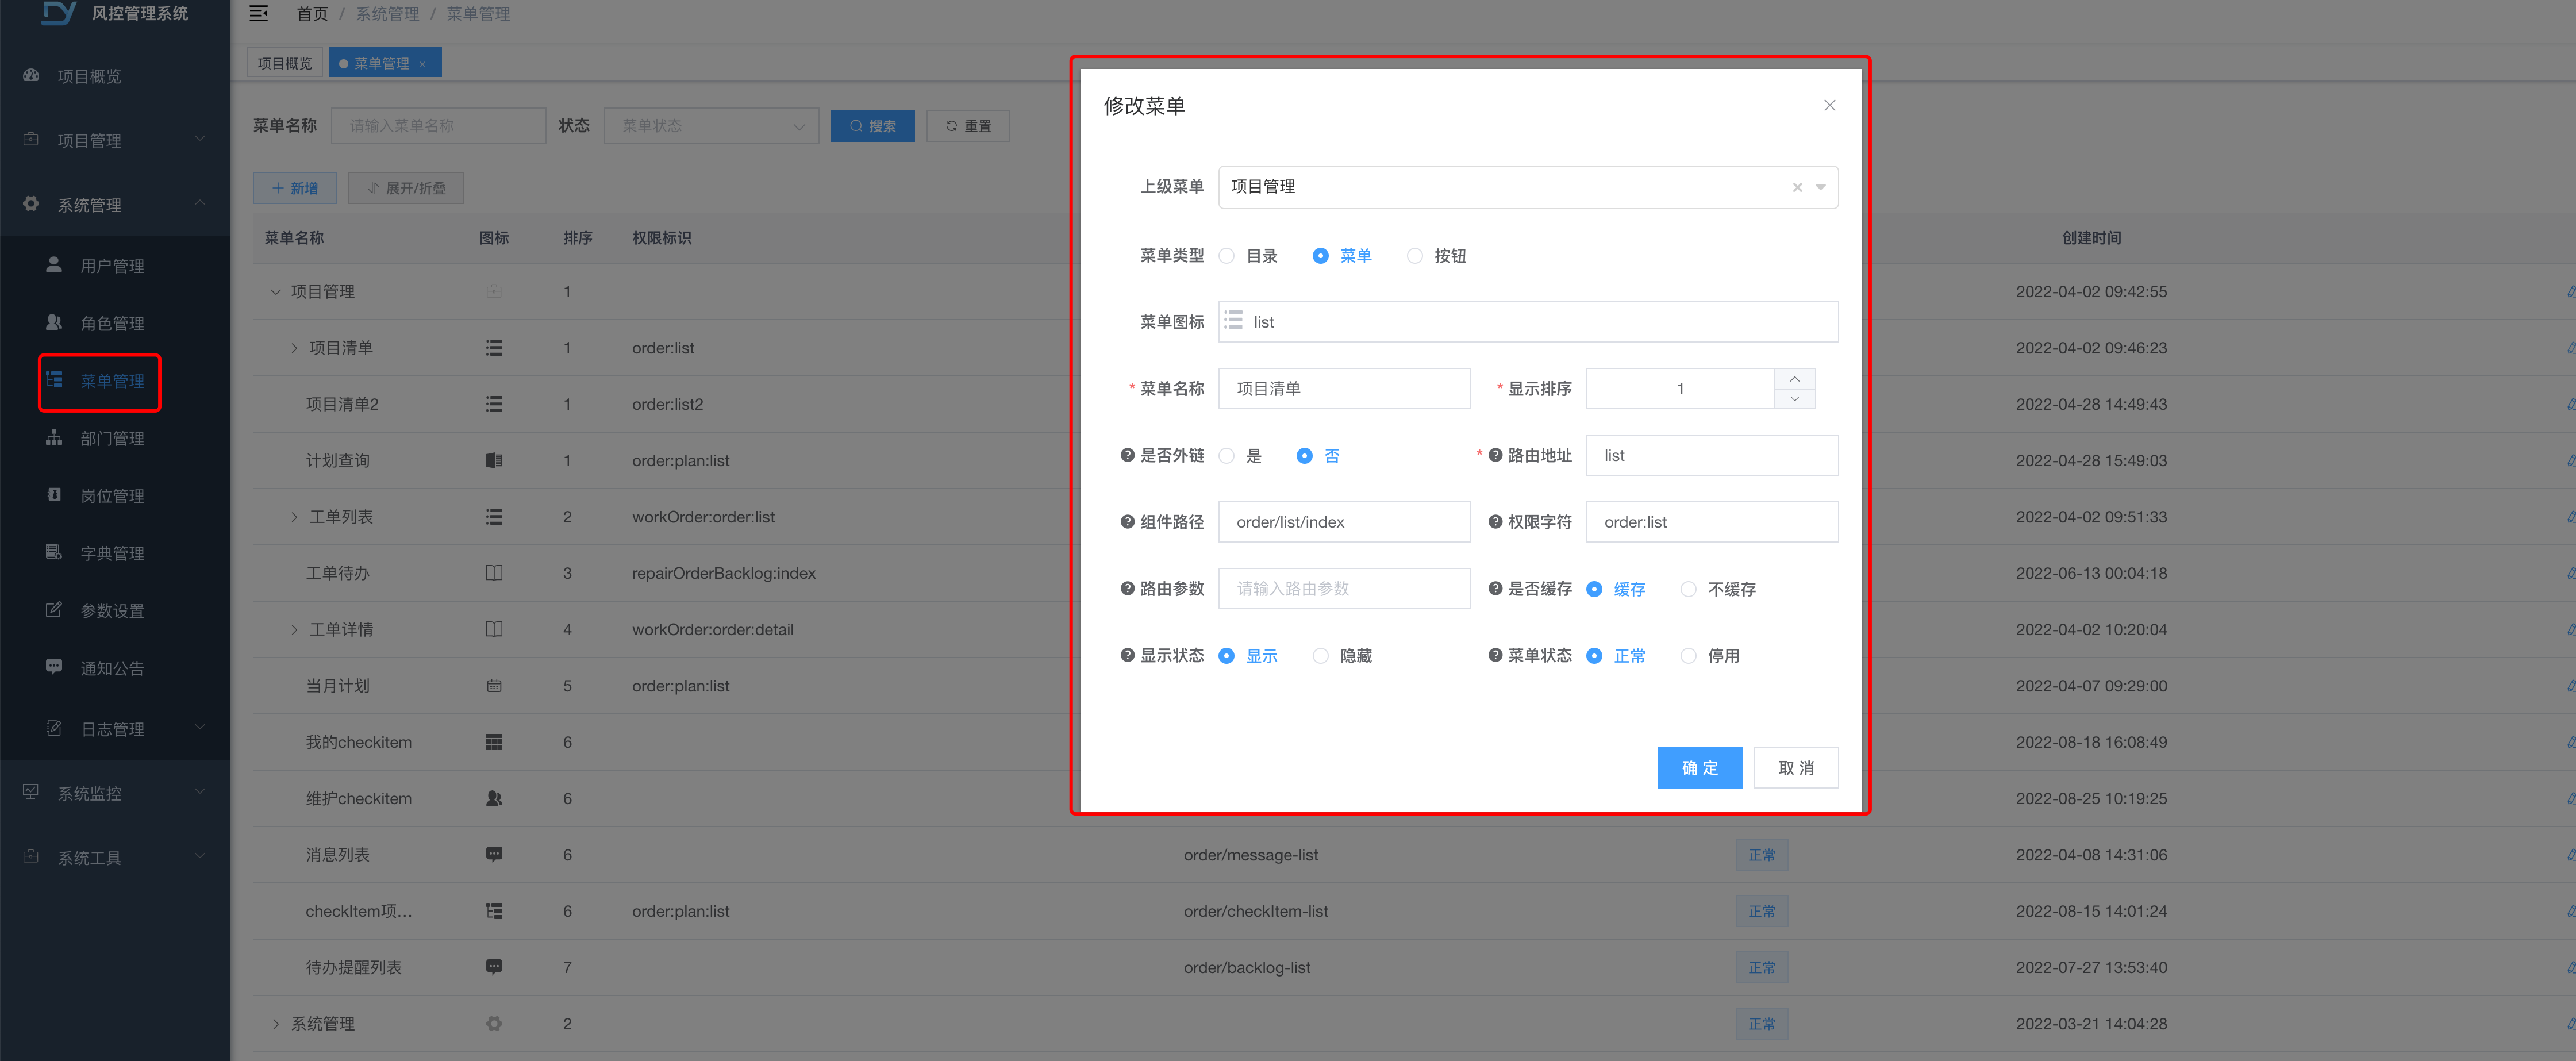 DY 风控管理系统
首页 / 系统管理 / 菜单管理
项目概览
菜单管理 ×
项目概览
项目管理
系统管理
用户管理
角色管理
菜单管理
部门管理
岗位管理
字典管理
参数设置
通知公告
日志管理
系统监控
系统工具
菜单名称 请输入菜单名称 状态 菜单状态 搜索 重置
新增 展开/折叠
菜单名称 图标 排序 权限标识 创建时间
项目管理 1 2022-04-02 09:42:55
项目清单 1 order:list 2022-04-02 09:46:23
项目清单2 1 order:list2 2022-04-28 14:49:43
计划查询 1 order:plan:list 2022-04-28 15:49:03
工单列表 2 workOrder:order:list 2022-04-02 09:51:33
工单待办 3 repairOrderBacklog:index 2022-06-13 00:04:18
工单详情 4 workOrder:order:detail 2022-04-02 10:20:04
当月计划 5 order:plan:list 2022-04-07 09:29:00
我的checkitem 6 2022-08-18 16:08:49
维护checkitem 6 2022-08-25 10:19:25
消息列表 6 order/message-list 正常 2022-04-08 14:31:06
checkItem项... 6 order:plan:list order/checkItem-list 正常 2022-08-15 14:01:24
待办提醒列表 7 order/backlog-list 正常 2022-07-27 13:53:40
系统管理 2 正常 2022-03-21 14:04:28
修改菜单
上级菜单 项目管理
菜单类型 目录 菜单 按钮
菜单图标 list
* 菜单名称 项目清单 * 显示排序 1
是否外链 是 否 * 路由地址 list
组件路径 order/list/index 权限字符 order:list
路由参数 请输入路由参数 是否缓存 缓存 不缓存
显示状态 显示 隐藏 菜单状态 正常 停用
确 定 取 消